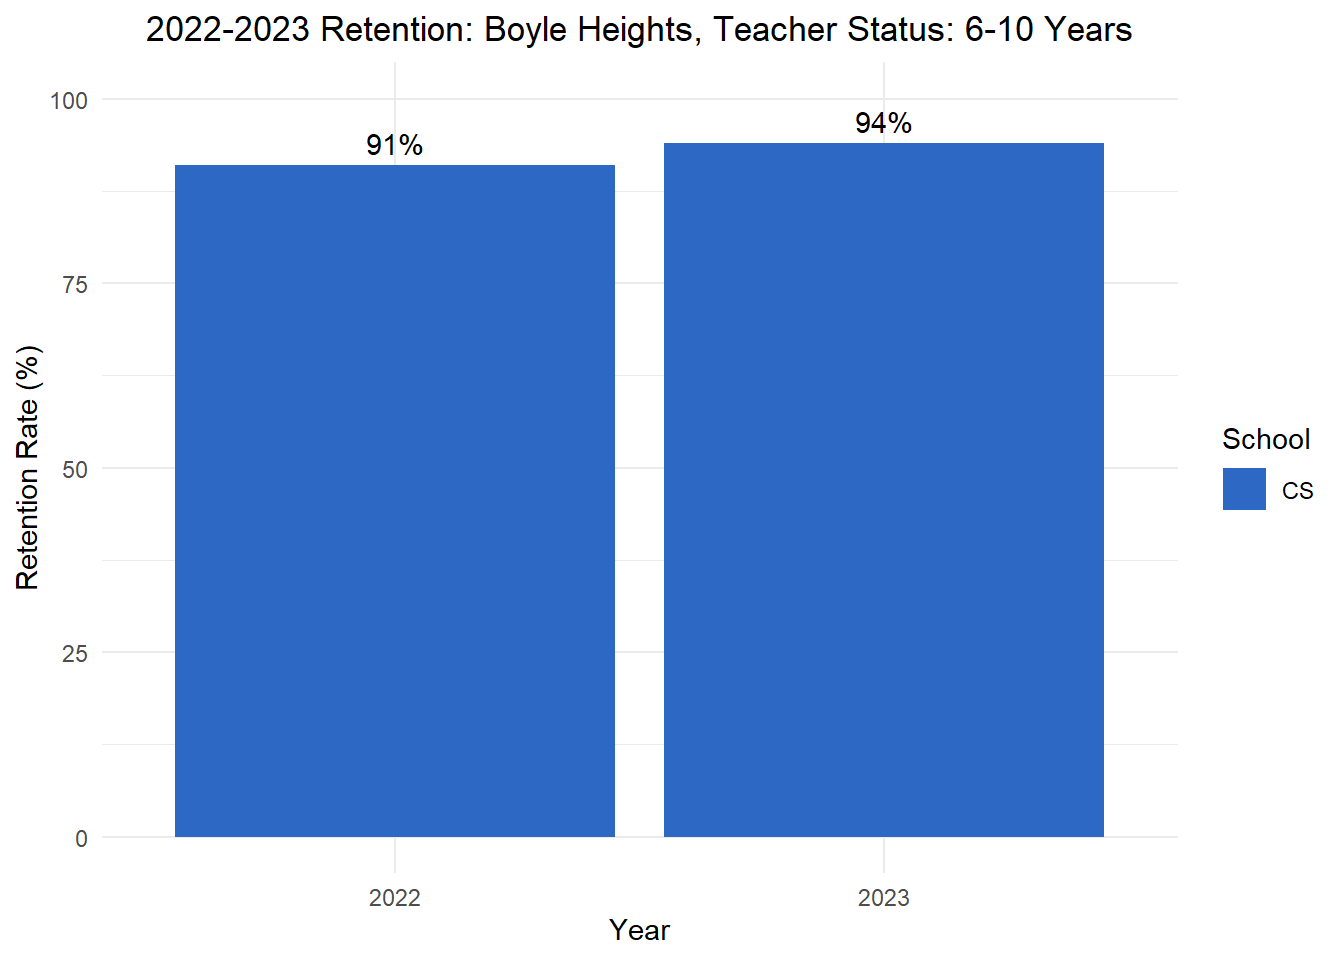 2022-2023 Retention: Boyle Heights, Teacher Status: 6-10 Years
100
75
50
25
0
Retention Rate (%)
91%
94%
2022
2023
Year
School
CS